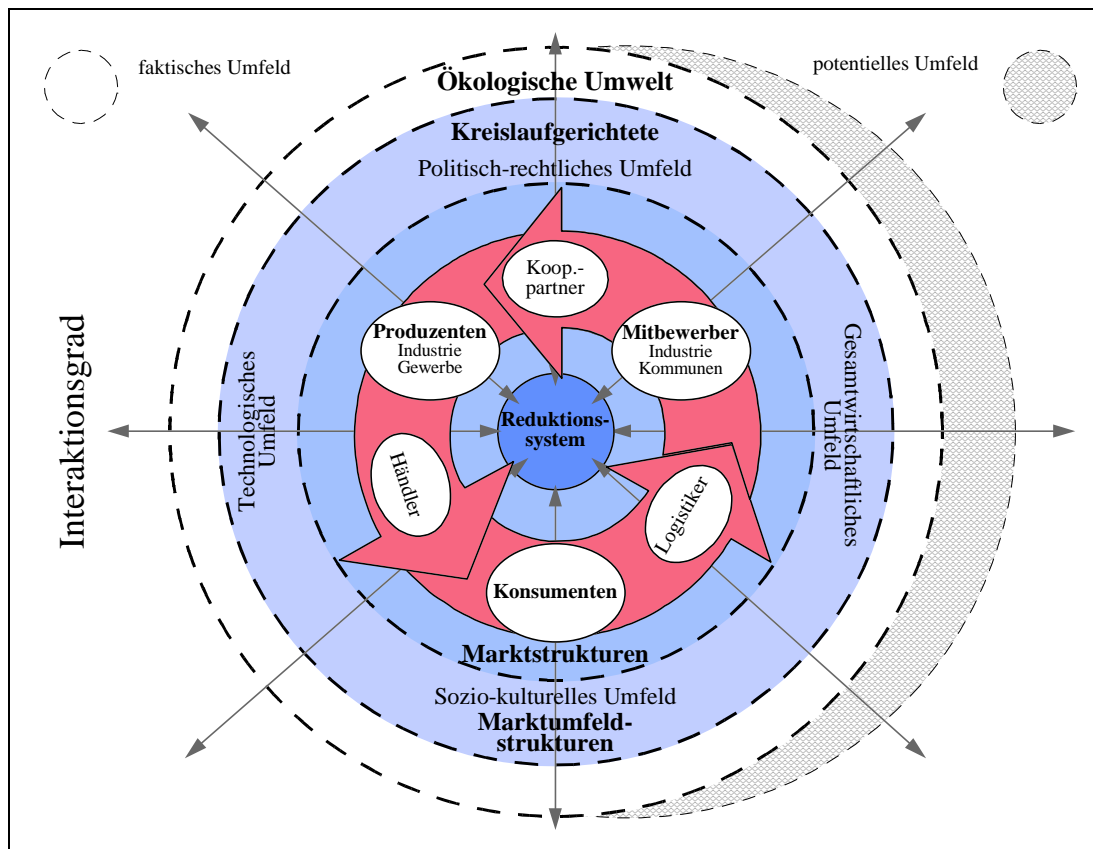 faktisches Umfeld
potentielles Umfeld
Ökologische Umwelt
Kreislaufgerichtete
Politisch-rechtliches Umfeld
Koop.-
partner
Produzenten
Industrie
Gewerbe
Mitbewerber
Industrie
Kommunen
Interaktionsgrad
Technologisches
Umfeld
Reduktions-
system
Gesamtwirtschaftliches
Umfeld
Händler
Logistiker
Konsumenten
Marktstrukturen
Sozio-kulturelles Umfeld
Marktumfeld-
strukturen